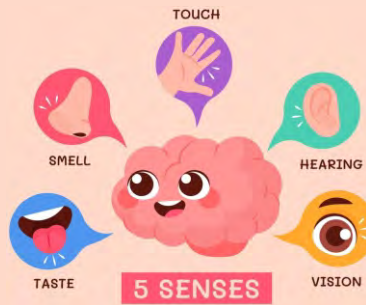 TOUCH
SMELL
HEARING
TASTE
VISION
5 SENSES